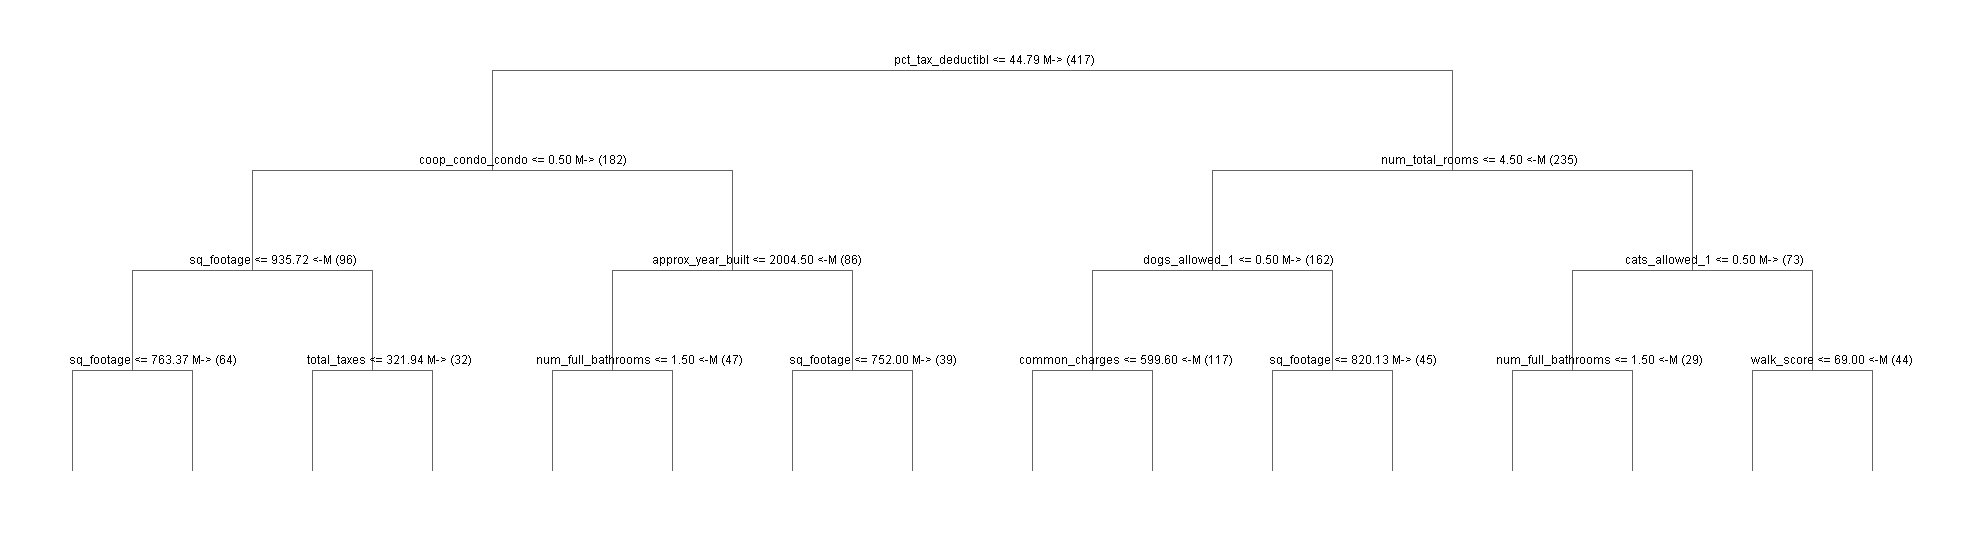 pct_tax_deductibl <= 44.79 M-> (417)
coop_condo_condo <= 0.50 M-> (182)
num_total_rooms <= 4.50 <-M (235)
sq_footage <= 935.72 <-M (96)
approx_year_built <= 2004.50 <-M (86)
dogs_allowed_1 <= 0.50 M-> (162)
cats_allowed_1 <= 0.50 M-> (73)
sq_footage <= 763.37 M-> (64)
total_taxes <= 321.94 M-> (32)
num_full_bathrooms <= 1.50 <-M (47)
sq_footage <= 752.00 M-> (39)
common_charges <= 599.60 <-M (117)
sq_footage <= 820.13 M-> (45)
num_full_bathrooms <= 1.50 <-M (29)
walk_score <= 69.00 <-M (44)